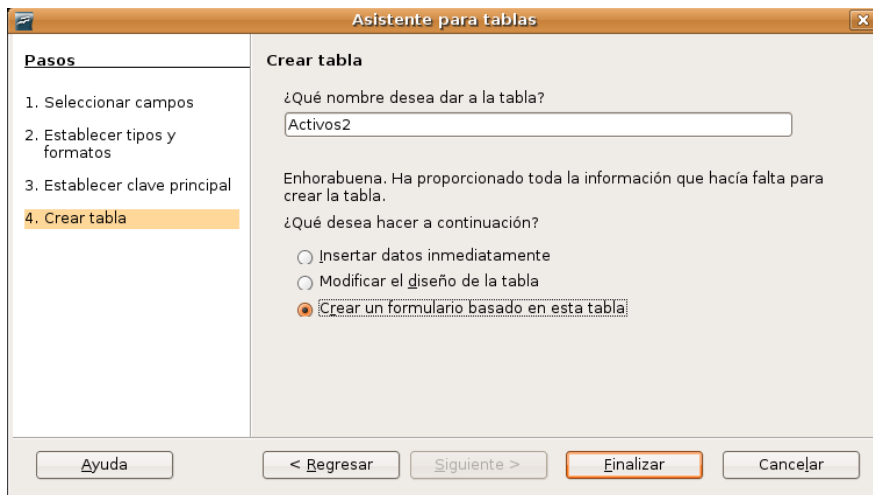 Asistente para tablas
Pasos
1. Seleccionar campos
2. Establecer tipos y
formatos
3. Establecer clave principal
4. Crear tabla
Crear tabla
¿Qué nombre desea dar a la tabla?
Activos2
Enhorabuena. Ha proporcionado toda la información que hacía falta para
crear la tabla.
¿Qué desea hacer a continuación?
Insertar datos inmediatamente
Modificar el diseño de la tabla
Crear un formulario basado en esta tabla
Ayuda
< Regresar
Siguiente >
Finalizar
Cancelar